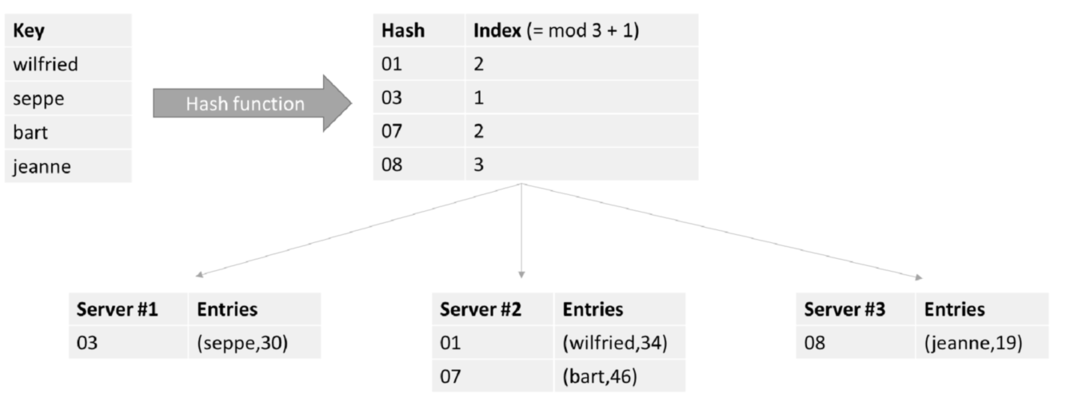 Key
wilfried
seppe
bart
jeanne
Hash function
Hash Index (= mod 3 + 1)
01 2
03 1
07 2
08 3
Server #1 Entries
03 (seppe,30)
Server #2 Entries
01 (wilfried,34)
07 (bart,46)
Server #3 Entries
08 (jeanne,19)